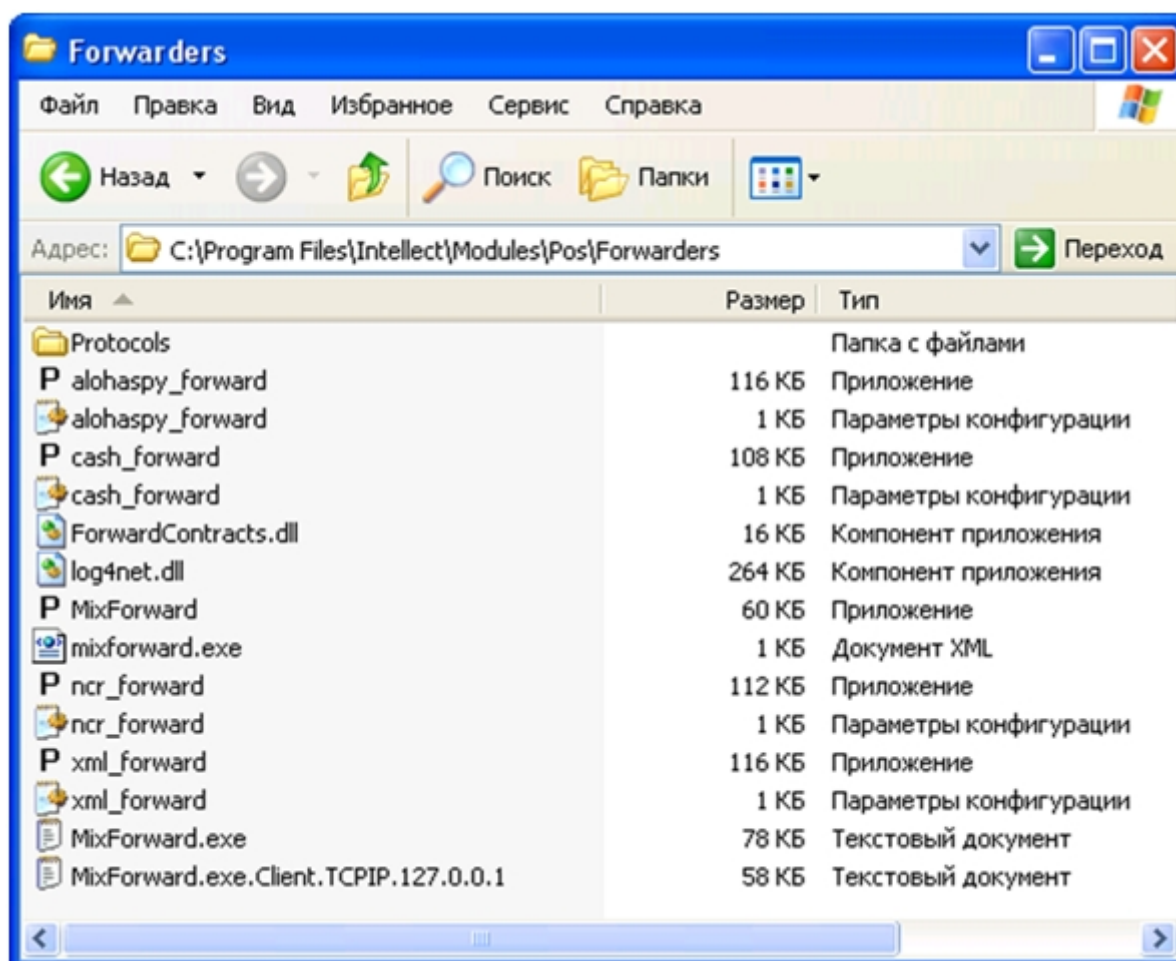 Forwarders
Файл Правка Вид Избранное Сервис Справка
Назад Поиск Папки
Адрес: C:\Program Files\Intellect\Modules\Pos\Forwarders Переход
Имя Размер Тип
Protocols Папка с файлами
P alohaspy_forward 116 КБ Приложение
alohaspy_forward 1 КБ Параметры конфигурации
P cash_forward 108 КБ Приложение
cash_forward 1 КБ Параметры конфигурации
ForwardContracts.dll 16 КБ Компонент приложения
log4net.dll 264 КБ Компонент приложения
P MixForward 60 КБ Приложение
mixforward.exe 1 КБ Документ XML
P ncr_forward 112 КБ Приложение
ncr_forward 1 КБ Параметры конфигурации
P xml_forward 116 КБ Приложение
xml_forward 1 КБ Параметры конфигурации
MixForward.exe 78 КБ Текстовый документ
MixForward.exe.Client.TCPIP.127.0.0.1 58 КБ Текстовый документ